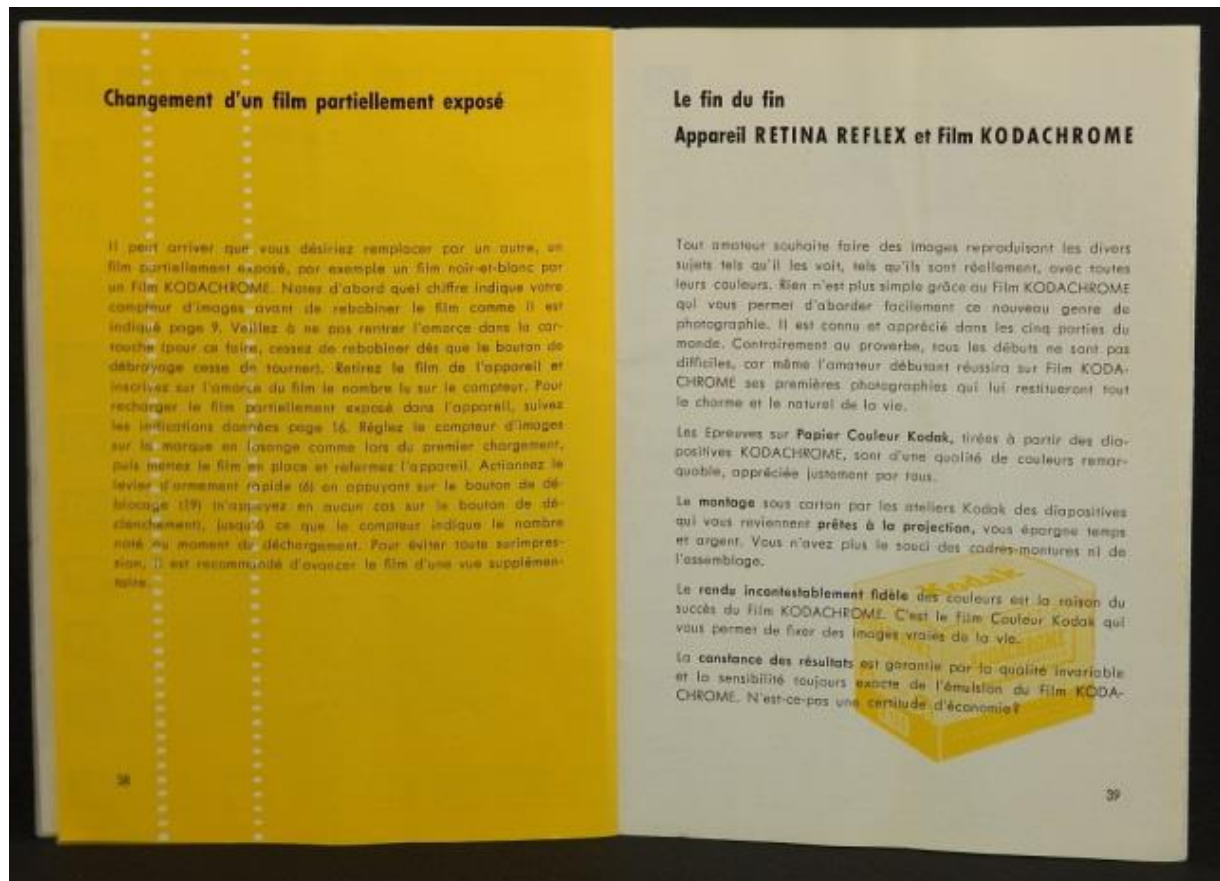 Changement d'un film partiellement exposé
Il peut arriver que vous désiriez remplacer par un autre, un
film partiellement exposé, par exemple un film noir-et-blanc par
un Film KODACHROME. Notez d'abord quel chiffre indique votre
compteur d'images avant de rebobiner le film comme il est
indiqué page 9. Veillez à ne pas rentrer l'amorce dans la car-
touche (pour ce faire, cessez de rebobiner dès que le bouton de
débrayage cesse de tourner). Retirez le film de l'appareil et
inscrivez sur l'amorce du film le nombre lu sur le compteur. Pour
recharger le film partiellement exposé dans l'appareil, suivez
les indications données page 16. Réglez le compteur d'images
sur la marque en losange comme lors du premier chargement,
puis mettez le film en place et refermez l'appareil. Actionnez le
levier d'armement rapide (6) en appuyant sur le bouton de dé-
blocage (19) (n'appuyez en aucun cas sur le bouton de dé-
clenchement), jusqu'à ce que le compteur indique le nombre
noté au moment du déchargement. Pour éviter toute surimpres-
sion, il est recommandé d'avancer le film d'une vue supplémen-
taire.
38
Le fin du fin
Appareil RETINA REFLEX et Film KODACHROME
Tout amateur souhaite faire des images reproduisant les divers
sujets tels qu'il les voit, tels qu'ils sont réellement, avec toutes
leurs couleurs. Rien n'est plus simple grâce au Film KODACHROME
qui vous permet d'aborder facilement ce nouveau genre de
photographie. Il est connu et apprécié dans les cinq parties du
monde. Contrairement au proverbe, tous les débuts ne sont pas
difficiles, car même l'amateur débutant réussira sur Film KODA-
CHROME ses premières photographies qui lui restitueront tout
le charme et le naturel de la vie.
Les Epreuves sur Papier Couleur Kodak, tirées à partir des dia-
positives KODACHROME, sont d'une qualité de couleurs remar-
quable, appréciée justement par tous.
Le montage sous carton par les ateliers Kodak des diapositives
qui vous reviennent prêtes à la projection, vous épargne temps
et argent. Vous n'avez plus le souci des cadres-montures ni de
l'assemblage.
Kodak
Le rendu incontestablement fidèle des couleurs est la raison du
succès du Film KODACHROME. C'est le film Couleur Kodak qui
vous permet de fixer des images vraies de la vie.
La constance des résultats est garantie par la qualité invariable
et la sensibilité toujours exacte de l'émulsion du Film KODA-
CHROME. N'est-ce-pas une certitude d'économie?
39